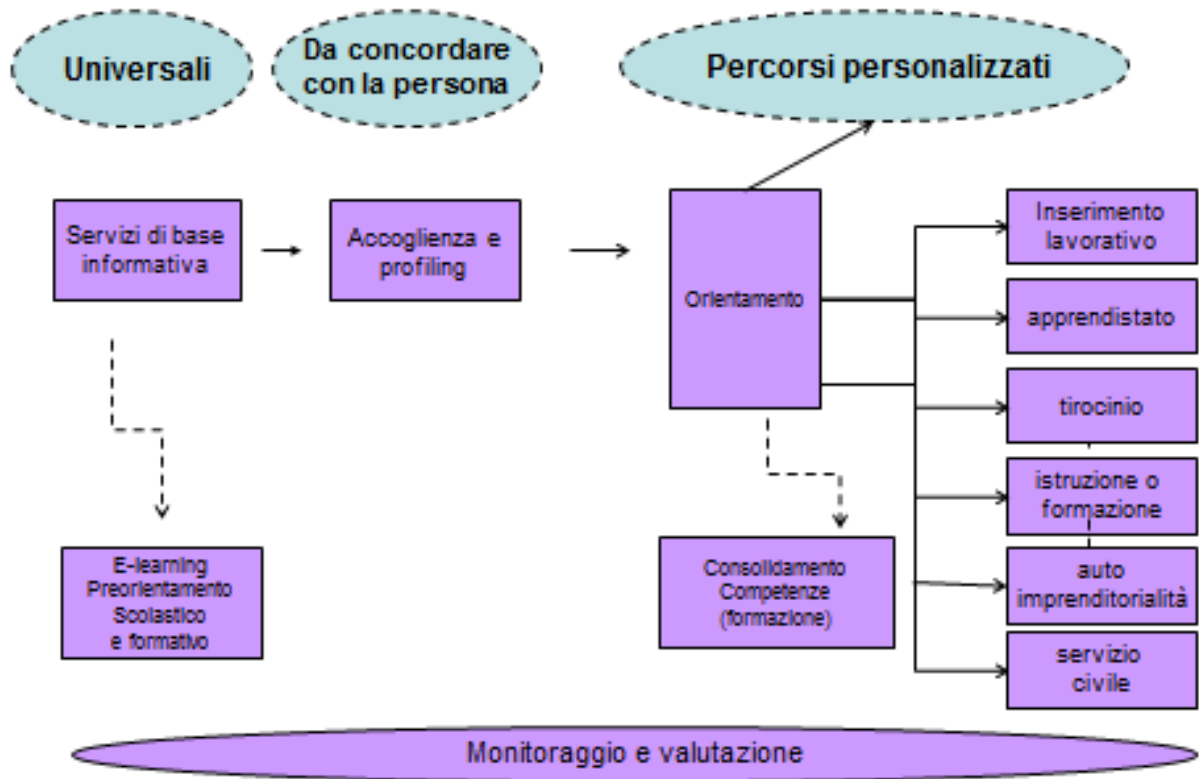 Universali
Da concordare
con la persona
Percorsi personalizzati
Servizi di base
informativa
Accoglienza e
profiling
Orientamento
Inserimento
lavorativo
apprendistato
tirocinio
istruzione o
formazione
auto
imprenditorialità
servizio
civile
E-learning
Preorientamento
Scolastico
e formativo
Consolidamento
Competenze
(formazione)
Monitoraggio e valutazione